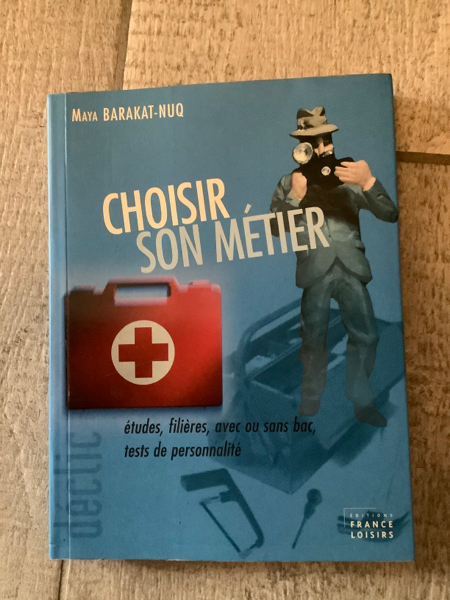 MAYA BARAKAT-NUQ
CHOISIR
SON MÉTIER
études, filières, avec ou sans bac,
tests de personnalité
déclic
ÉDITIONS
FRANCE
LOISIRS